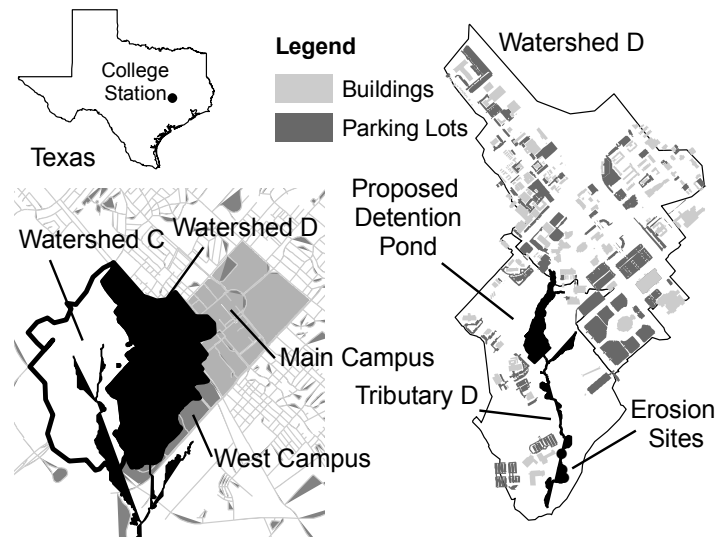 College
Station
Texas
Legend
Buildings
Parking Lots
Watershed D
Watershed C
Watershed D
Main Campus
West Campus
Proposed
Detention
Pond
Tributary D
Erosion
Sites